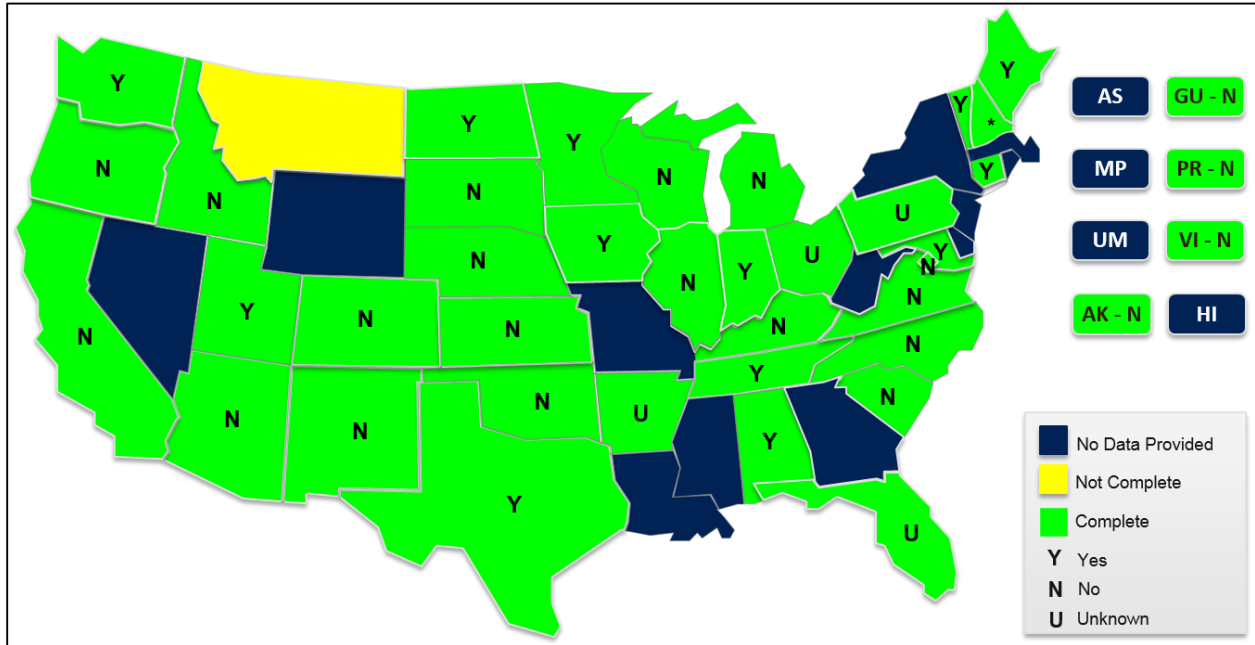 Y
Y
Y
Y
AS
GU - N
Y
*
N
N
N
N
MP
PR - N
N
Y
U
Y
UM
VI - N
N
Y
N
Y
U
Y
N
N
N
N
N
N
AK - N
HI
N
Y
N
N
N
N
U
Y
No Data Provided
Not Complete
Y
U
Complete
Y Yes
N No
U Unknown